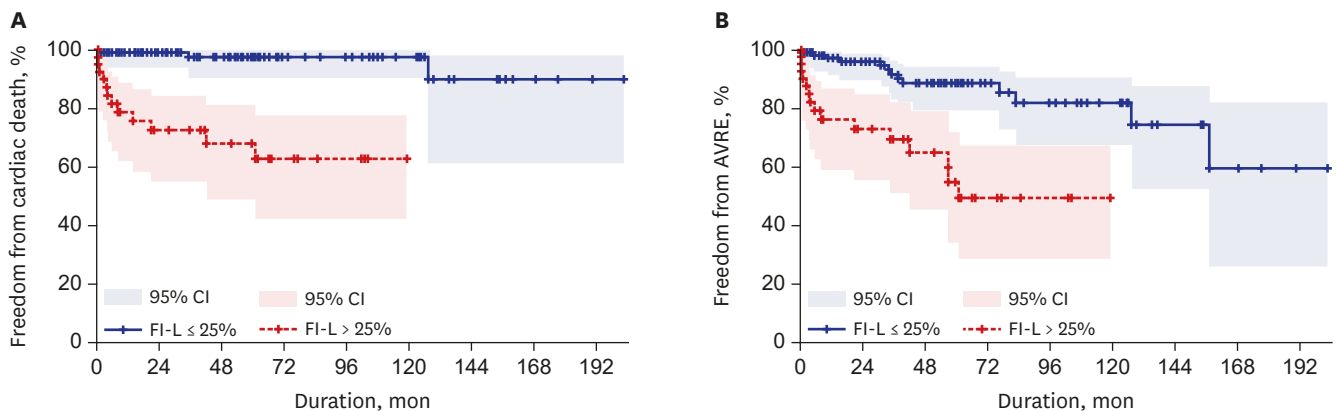 A
Freedom from cardiac death, %
100
80
60
40
20
0
95% CI
95% CI
FI-L ≤ 25%
FI-L > 25%
0 24 48 72 96 120 144 168 192
Duration, mon
B
Freedom from AVRE, %
100
80
60
40
20
0
95% CI
95% CI
FI-L ≤ 25%
FI-L > 25%
0 24 48 72 96 120 144 168 192
Duration, mon